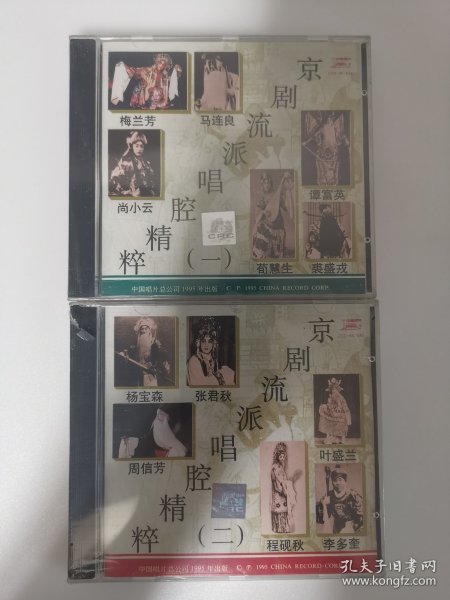 京剧流派唱腔精粹(一)
梅兰芳
马连良
尚小云
谭富英
荀慧生
裘盛戎
CRC
中国唱片总公司1995年出版 © ℗ 1995 CHINA RECORD CORP.
京剧流派唱腔精粹(二)
杨宝森
张君秋
周信芳
叶盛兰
程砚秋
李多奎
CRC
中国唱片总公司1995年出版 © ℗ 1995 CHINA RECORD CORP.
孔夫子旧书网
www.kongfz.com